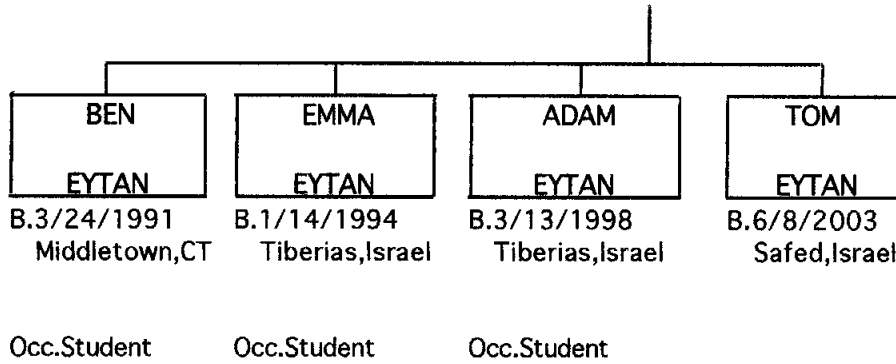 BEN
EYTAN
B.3/24/1991
Middletown,CT
Occ.Student
EMMA
EYTAN
B.1/14/1994
Tiberias,Israel
Occ.Student
ADAM
EYTAN
B.3/13/1998
Tiberias,Israel
Occ.Student
TOM
EYTAN
B.6/8/2003
Safed,Israel